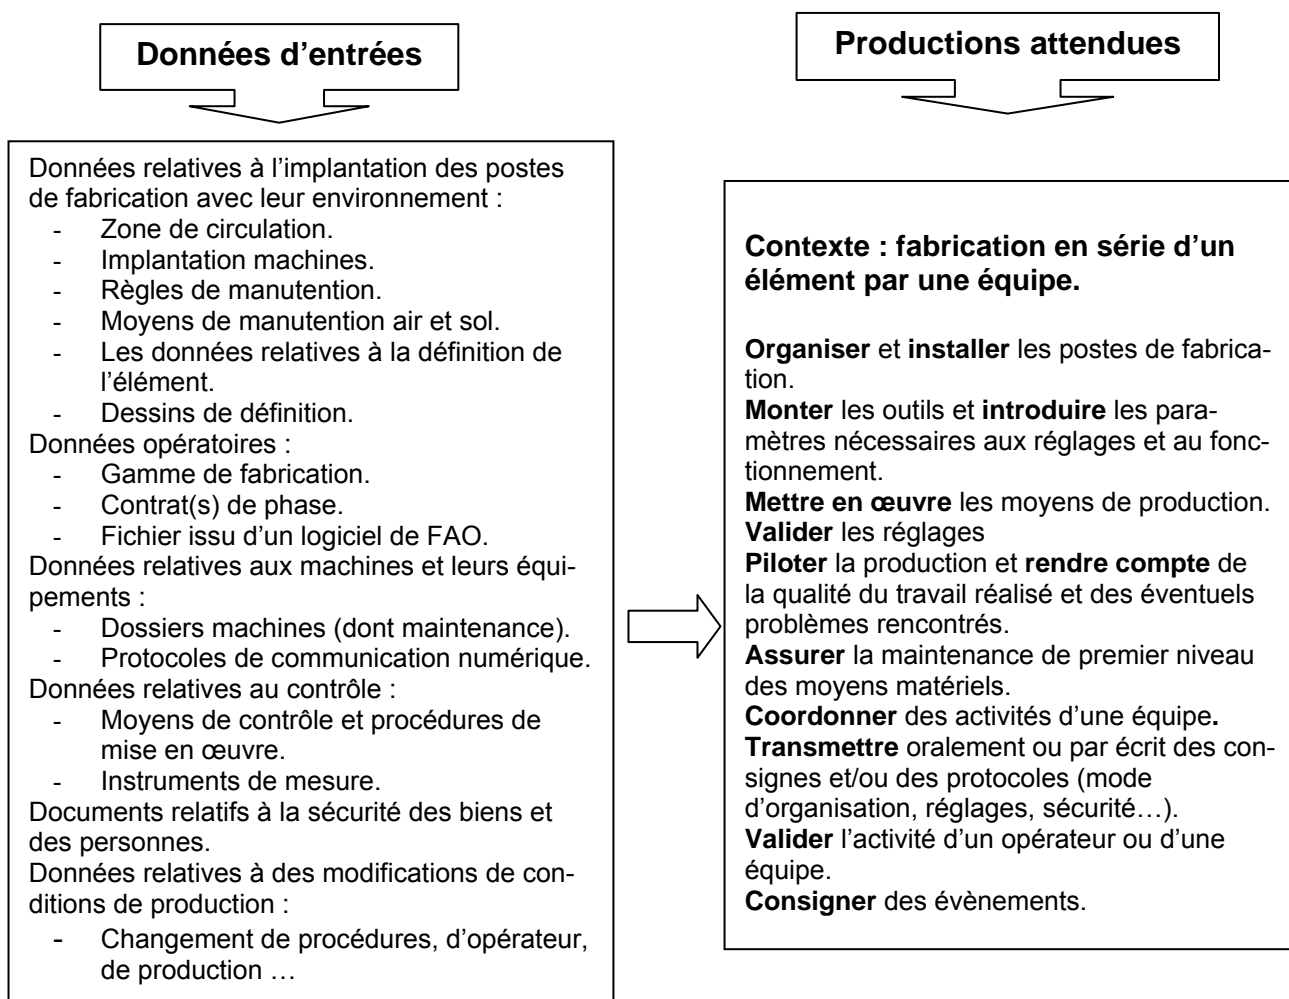 Données d'entrées
Données relatives à l'implantation des postes
de fabrication avec leur environnement :
- Zone de circulation.
- Implantation machines.
- Règles de manutention.
- Moyens de manutention air et sol.
- Les données relatives à la définition de
l'élément.
- Dessins de définition.
Données opératoires :
- Gamme de fabrication.
- Contrat(s) de phase.
- Fichier issu d'un logiciel de FAO.
Données relatives aux machines et leurs équi-
pements :
- Dossiers machines (dont maintenance).
- Protocoles de communication numérique.
Données relatives au contrôle :
- Moyens de contrôle et procédures de
mise en œuvre.
- Instruments de mesure.
Documents relatifs à la sécurité des biens et
des personnes.
Données relatives à des modifications de con-
ditions de production :
- Changement de procédures, d'opérateur,
de production …
Productions attendues
Contexte : fabrication en série d'un
élément par une équipe.
Organiser et installer les postes de fabrica-
tion.
Monter les outils et introduire les para-
mètres nécessaires aux réglages et au fonc-
tionnement.
Mettre en œuvre les moyens de production.
Valider les réglages
Piloter la production et rendre compte de
la qualité du travail réalisé et des éventuels
problèmes rencontrés.
Assurer la maintenance de premier niveau
des moyens matériels.
Coordonner des activités d'une équipe.
Transmettre oralement ou par écrit des con-
signes et/ou des protocoles (mode
d'organisation, réglages, sécurité…).
Valider l'activité d'un opérateur ou d'une
équipe.
Consigner des évènements.